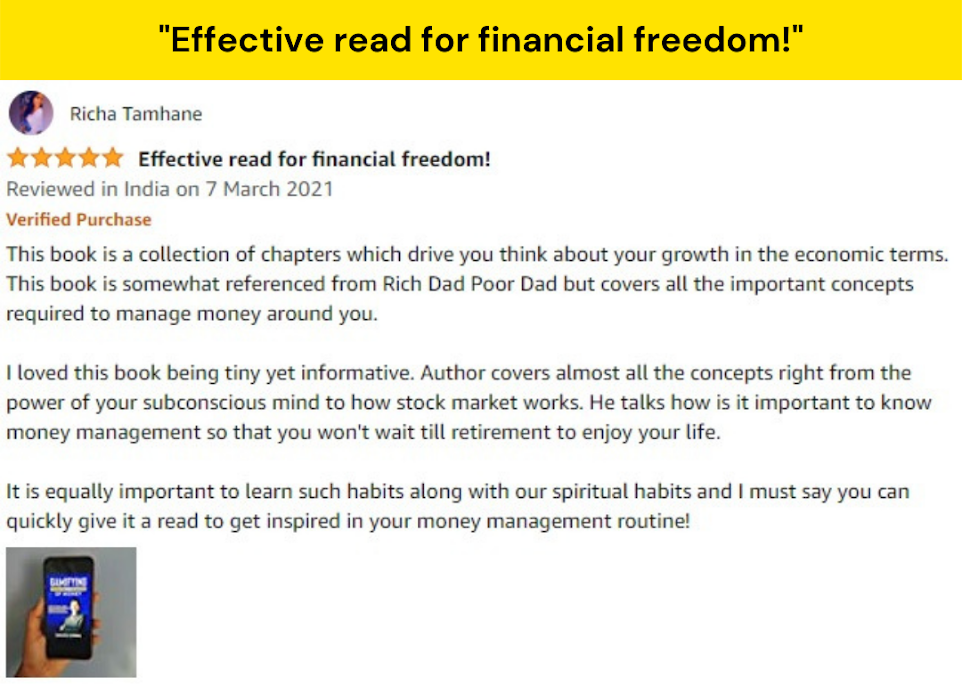 "Effective read for financial freedom!"
Richa Tamhane
Effective read for financial freedom!
Reviewed in India on 7 March 2021
Verified Purchase
This book is a collection of chapters which drive you think about your growth in the economic terms.
This book is somewhat referenced from Rich Dad Poor Dad but covers all the important concepts
required to manage money around you.
I loved this book being tiny yet informative. Author covers almost all the concepts right from the
power of your subconscious mind to how stock market works. He talks how is it important to know
money management so that you won't wait till retirement to enjoy your life.
It is equally important to learn such habits along with our spiritual habits and I must say you can
quickly give it a read to get inspired in your money management routine!
GAMIFYING
OF MONEY